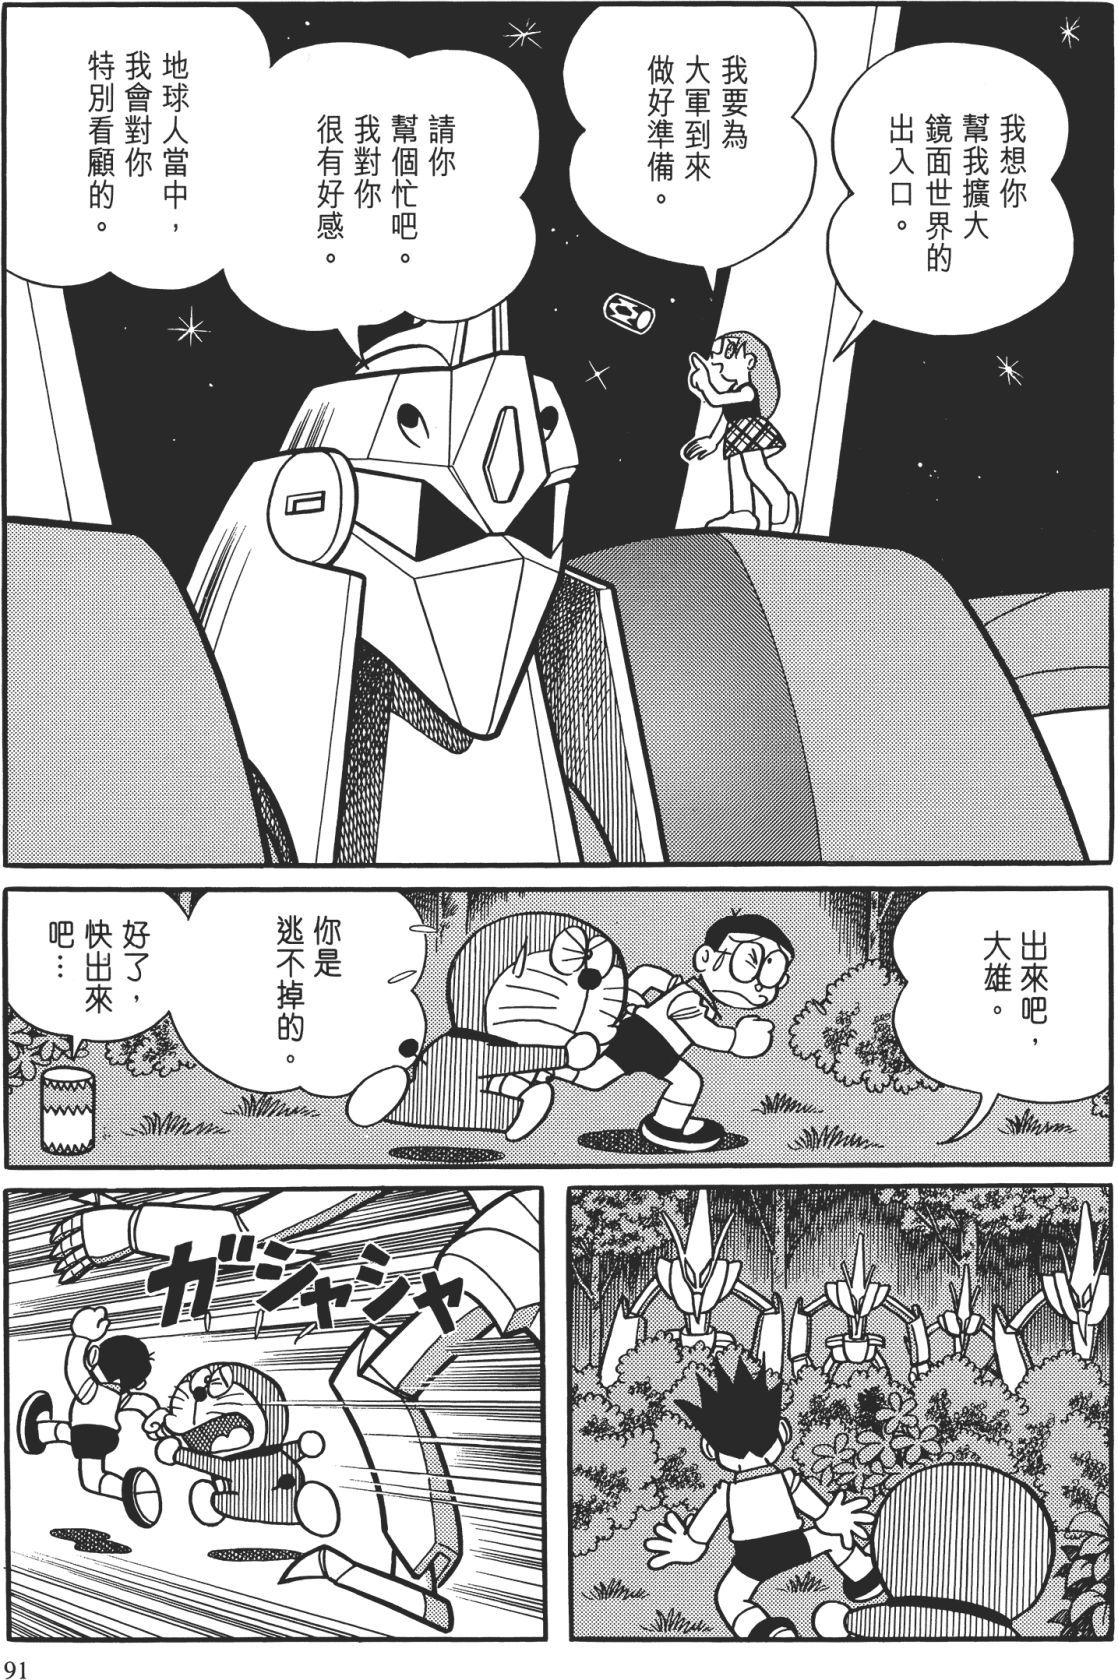 我想你
幫我擴大
鏡面世界的
出入口。
我要為
大軍到來
做好準備。
請你
幫個忙吧。
我對你
很有好感。
地球人當中，
我會對你
特別看顧的。
出來吧，
大雄。
你是
逃不掉的。
好了，
快出來
吧…
ガシャシャ
91